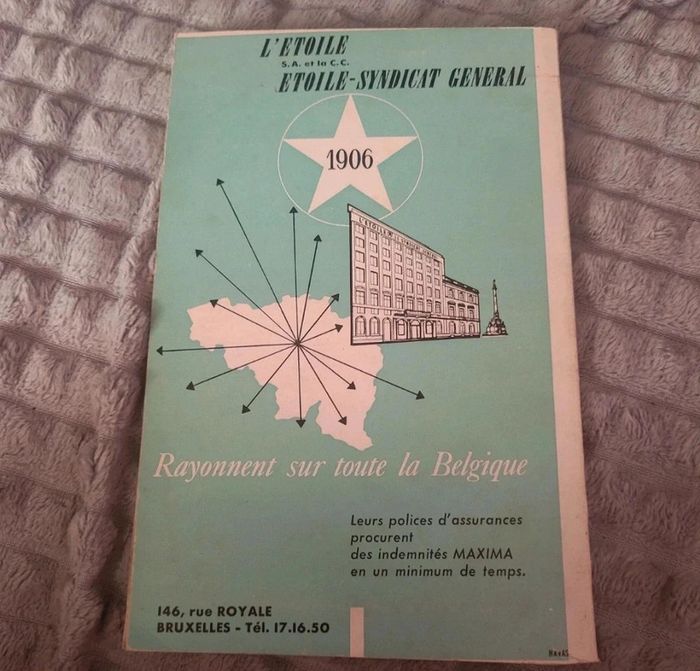 L'ETOILE
S.A. et la C.C.
ETOILE-SYNDICAT GENERAL
1906
Rayonnent sur toute la Belgique
Leurs polices d'assurances
procurent
des indemnités MAXIMA
en un minimum de temps.
146, rue ROYALE
BRUXELLES - Tél. 17.16.50